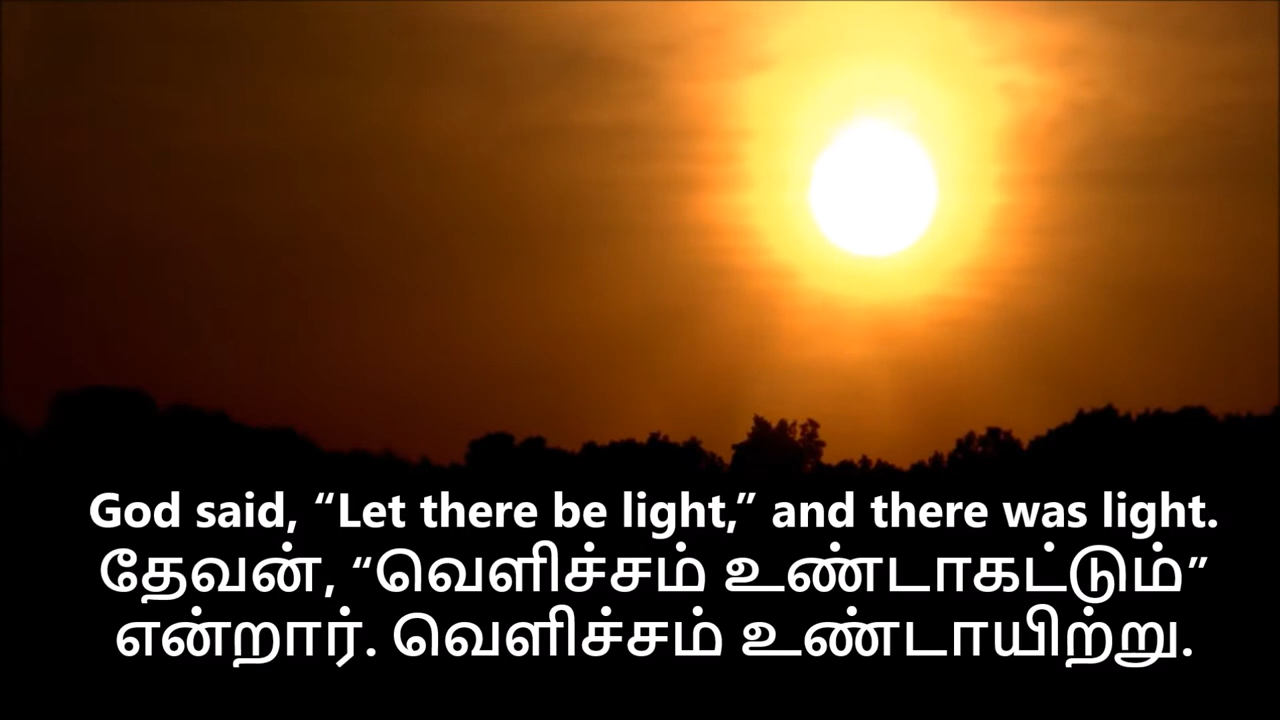 God said, “Let there be light,” and there was light.
தேவன், “வெளிச்சம் உண்டாகட்டும்”
என்றார். வெளிச்சம் உண்டாயிற்று.